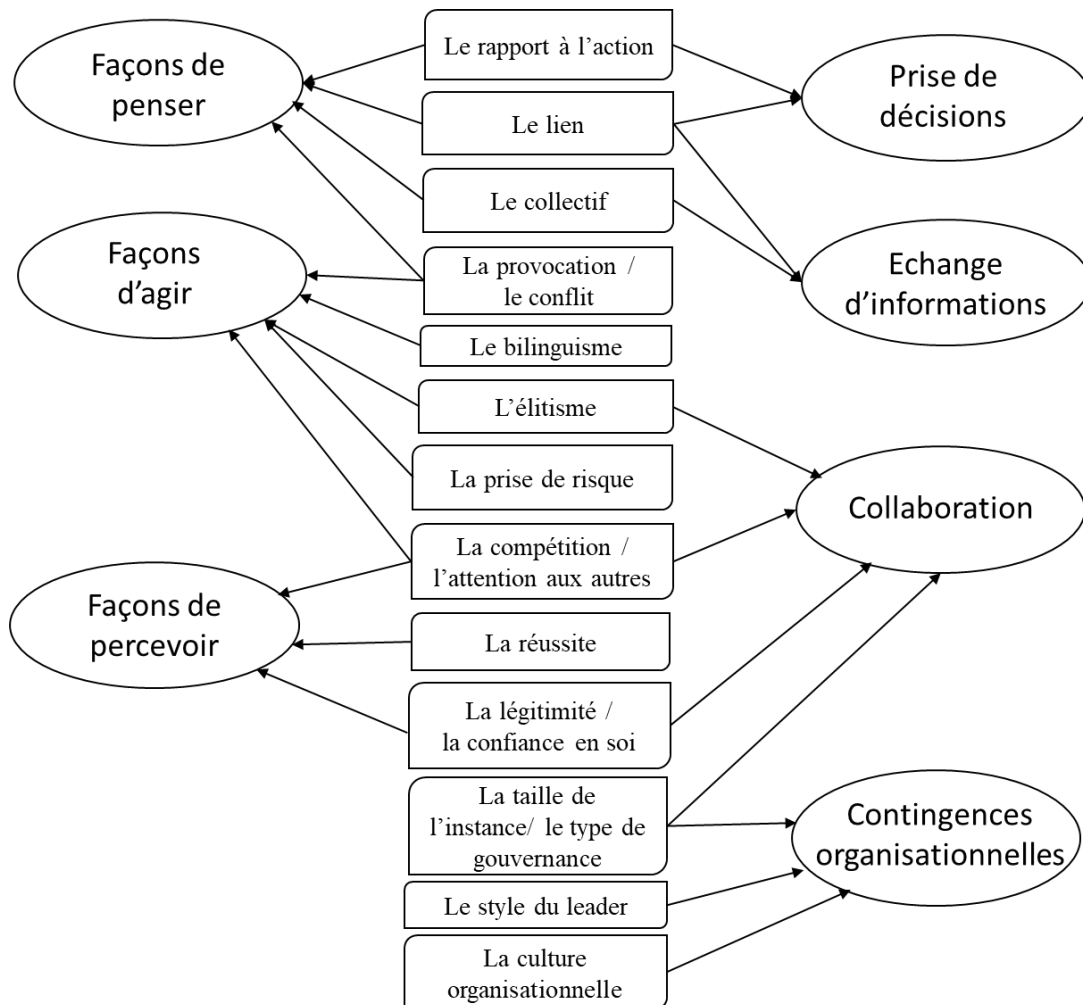 Façons de
penser
Façons
d’agir
Façons de
percevoir
Le rapport à l’action
Le lien
Le collectif
La provocation /
le conflit
Le bilinguisme
L’élitisme
La prise de risque
La compétition /
l’attention aux autres
La réussite
La légitimité /
la confiance en soi
La taille de
l’instance/ le type de
gouvernance
Le style du leader
La culture
organisationnelle
Prise de
décisions
Echange
d’informations
Collaboration
Contingences
organisationnelles